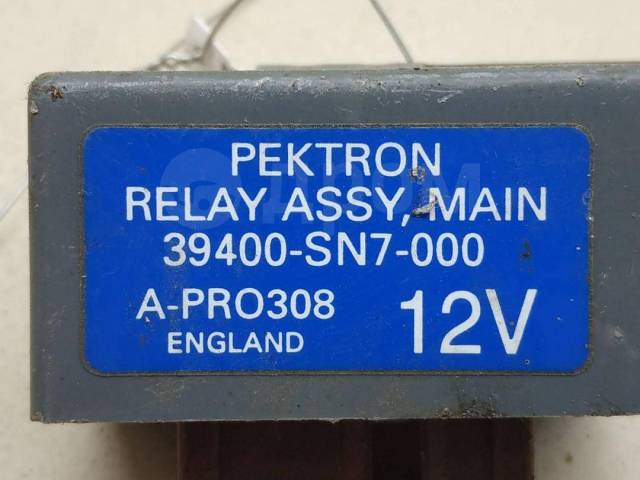 PEKTRON
RELAY ASSY, MAIN
39400-SN7-000
A-PRO308 12V
ENGLAND